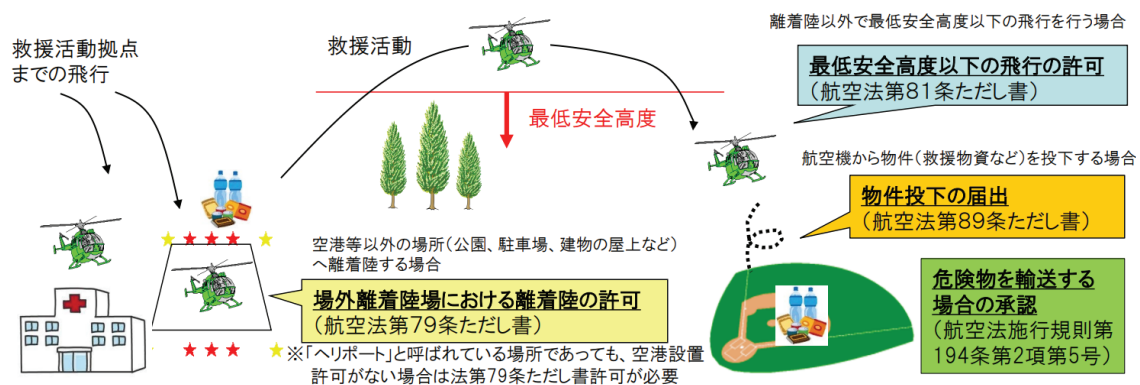 救援活動拠点
までの飛行
救援活動
最低安全高度
離着陸以外で最低安全高度以下の飛行を行う場合
最低安全高度以下の飛行の許可
(航空法第81条ただし書)
航空機から物件(救援物資など)を投下する場合
物件投下の届出
(航空法第89条ただし書)
空港等以外の場所(公園、駐車場、建物の屋上など)
へ離着陸する場合
場外離着陸場における離着陸の許可
(航空法第79条ただし書)
※「ヘリポート」と呼ばれている場所であっても、空港設置
許可がない場合は法第79条ただし書許可が必要
危険物を輸送する
場合の承認
(航空法施行規則第
194条第2項第5号)